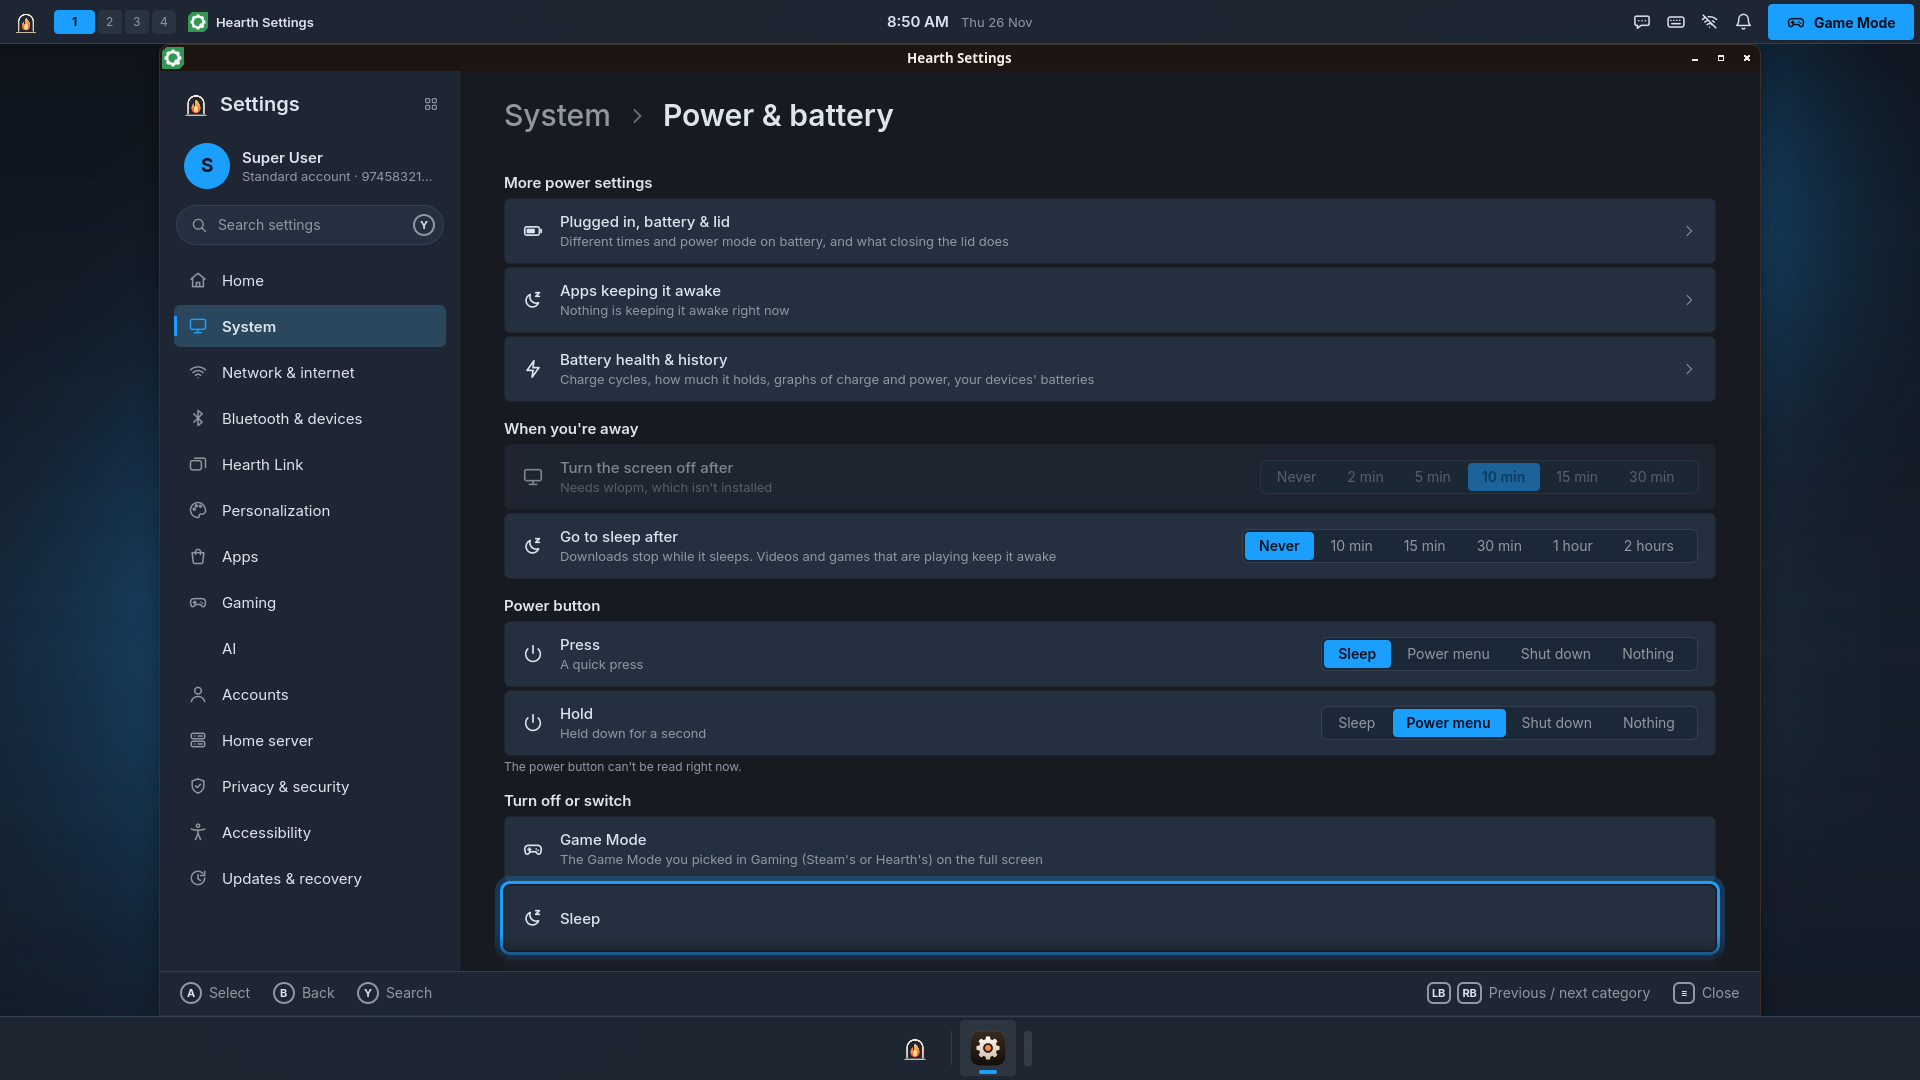 1
2
3
4
Hearth Settings
8:50 AM
Thu 26 Nov
Game Mode
Hearth Settings
Settings
S
Super User
Standard account · 97458321...
Search settings
Y
Home
System
Network & internet
Bluetooth & devices
Hearth Link
Personalization
Apps
Gaming
AI
Accounts
Home server
Privacy & security
Accessibility
Updates & recovery
System
Power & battery
More power settings
Plugged in, battery & lid
Different times and power mode on battery, and what closing the lid does
Apps keeping it awake
Nothing is keeping it awake right now
Battery health & history
Charge cycles, how much it holds, graphs of charge and power, your devices' batteries
When you're away
Turn the screen off after
Needs wlopm, which isn't installed
Never 2 min 5 min 10 min 15 min 30 min
Go to sleep after
Downloads stop while it sleeps. Videos and games that are playing keep it awake
Never 10 min 15 min 30 min 1 hour 2 hours
Power button
Press
A quick press
Sleep Power menu Shut down Nothing
Hold
Held down for a second
Sleep Power menu Shut down Nothing
The power button can't be read right now.
Turn off or switch
Game Mode
The Game Mode you picked in Gaming (Steam's or Hearth's) on the full screen
Sleep
A Select B Back Y Search
LB RB Previous / next category Close